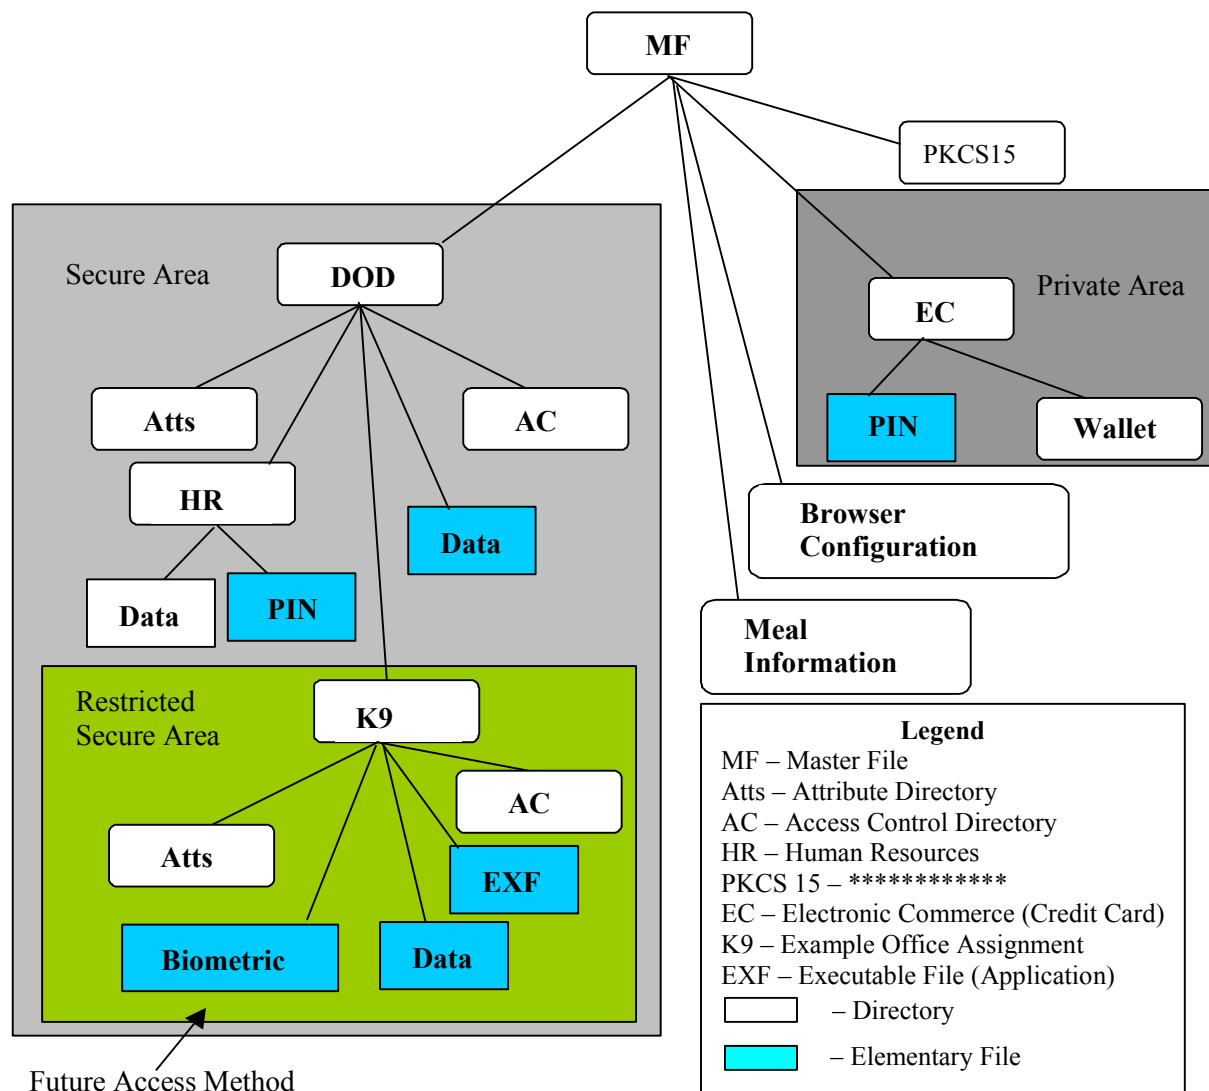 MF
PKCS15
Secure Area
DOD
Private Area
EC
Atts
AC
PIN
Wallet
HR
Browser
Configuration
Data
Data
PIN
Meal
Information
Restricted
Secure Area
K9
AC
Atts
EXF
Biometric
Data
Future Access Method
Legend
MF – Master File
Atts – Attribute Directory
AC – Access Control Directory
HR – Human Resources
PKCS 15 – ************
EC – Electronic Commerce (Credit Card)
K9 – Example Office Assignment
EXF – Executable File (Application)
– Directory
– Elementary File